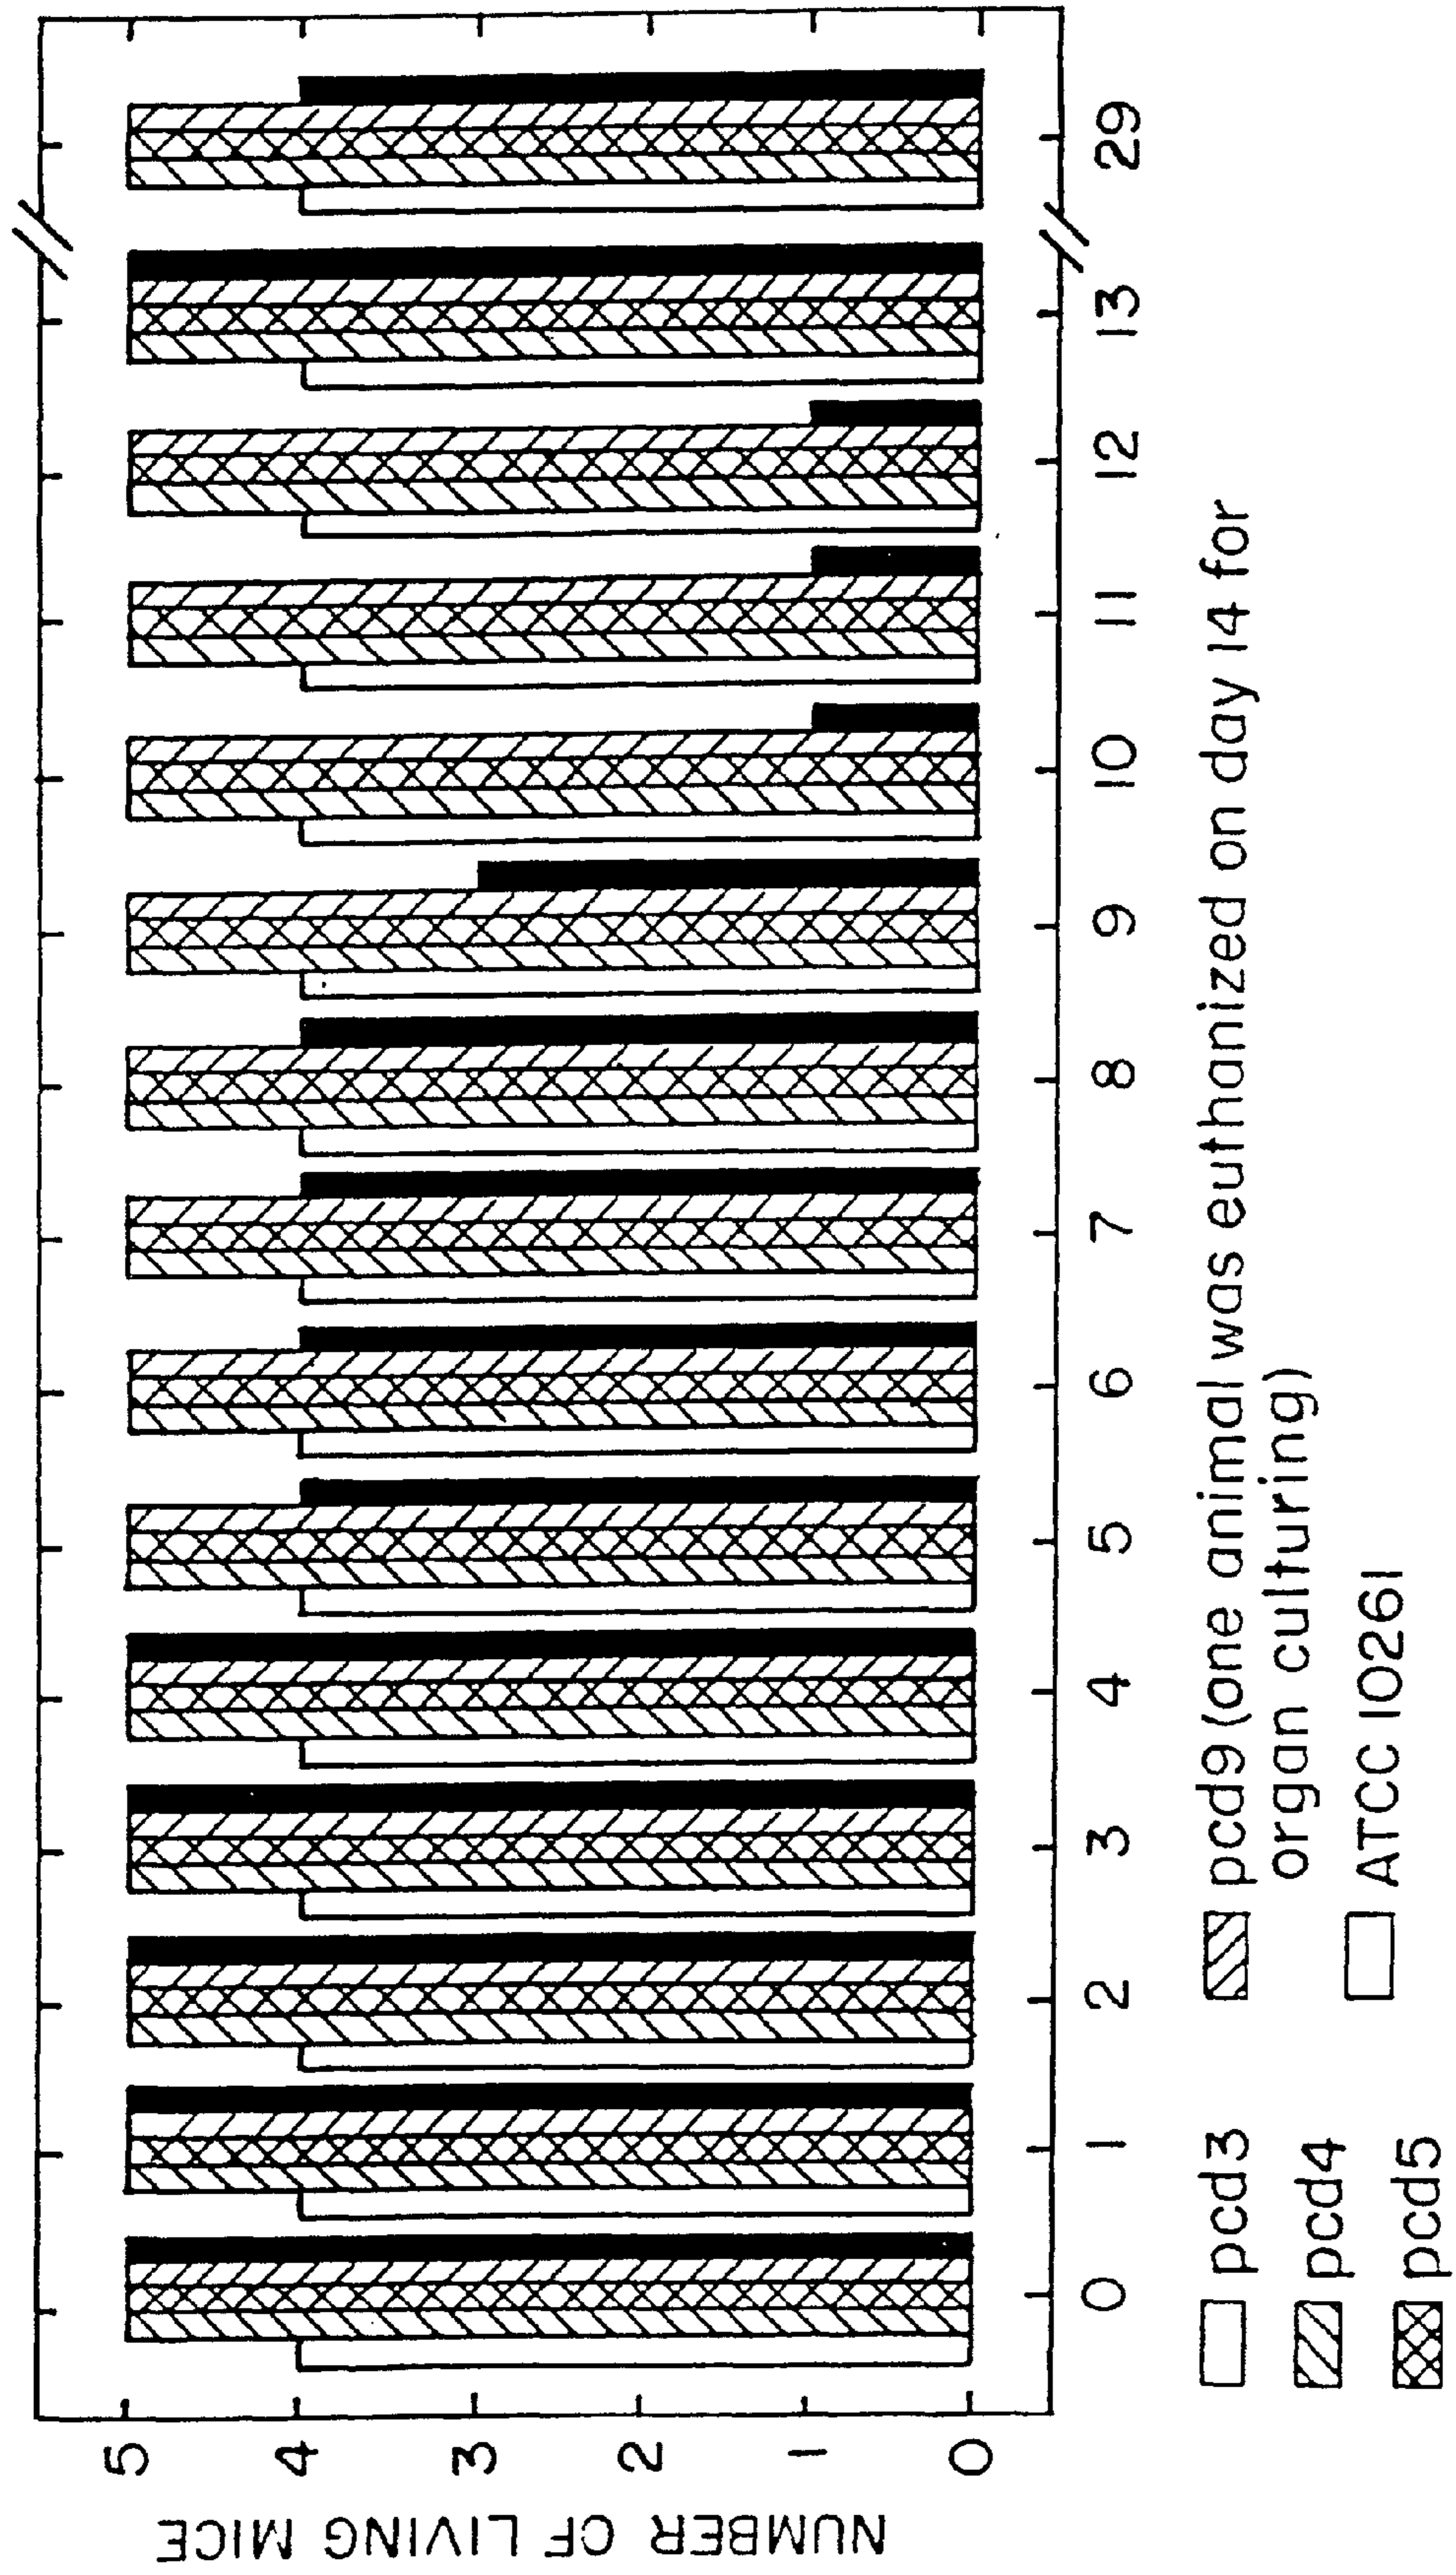 NUMBER OF LIVING MICE
5
4
3
2
1
0
0 1 2 3 4 5 6 7 8 9 10 11 12 13 29
pcd3
pcd4
pcd5
pcd9 (one animal was euthanized on day 14 for
organ culturing)
ATCC 10261